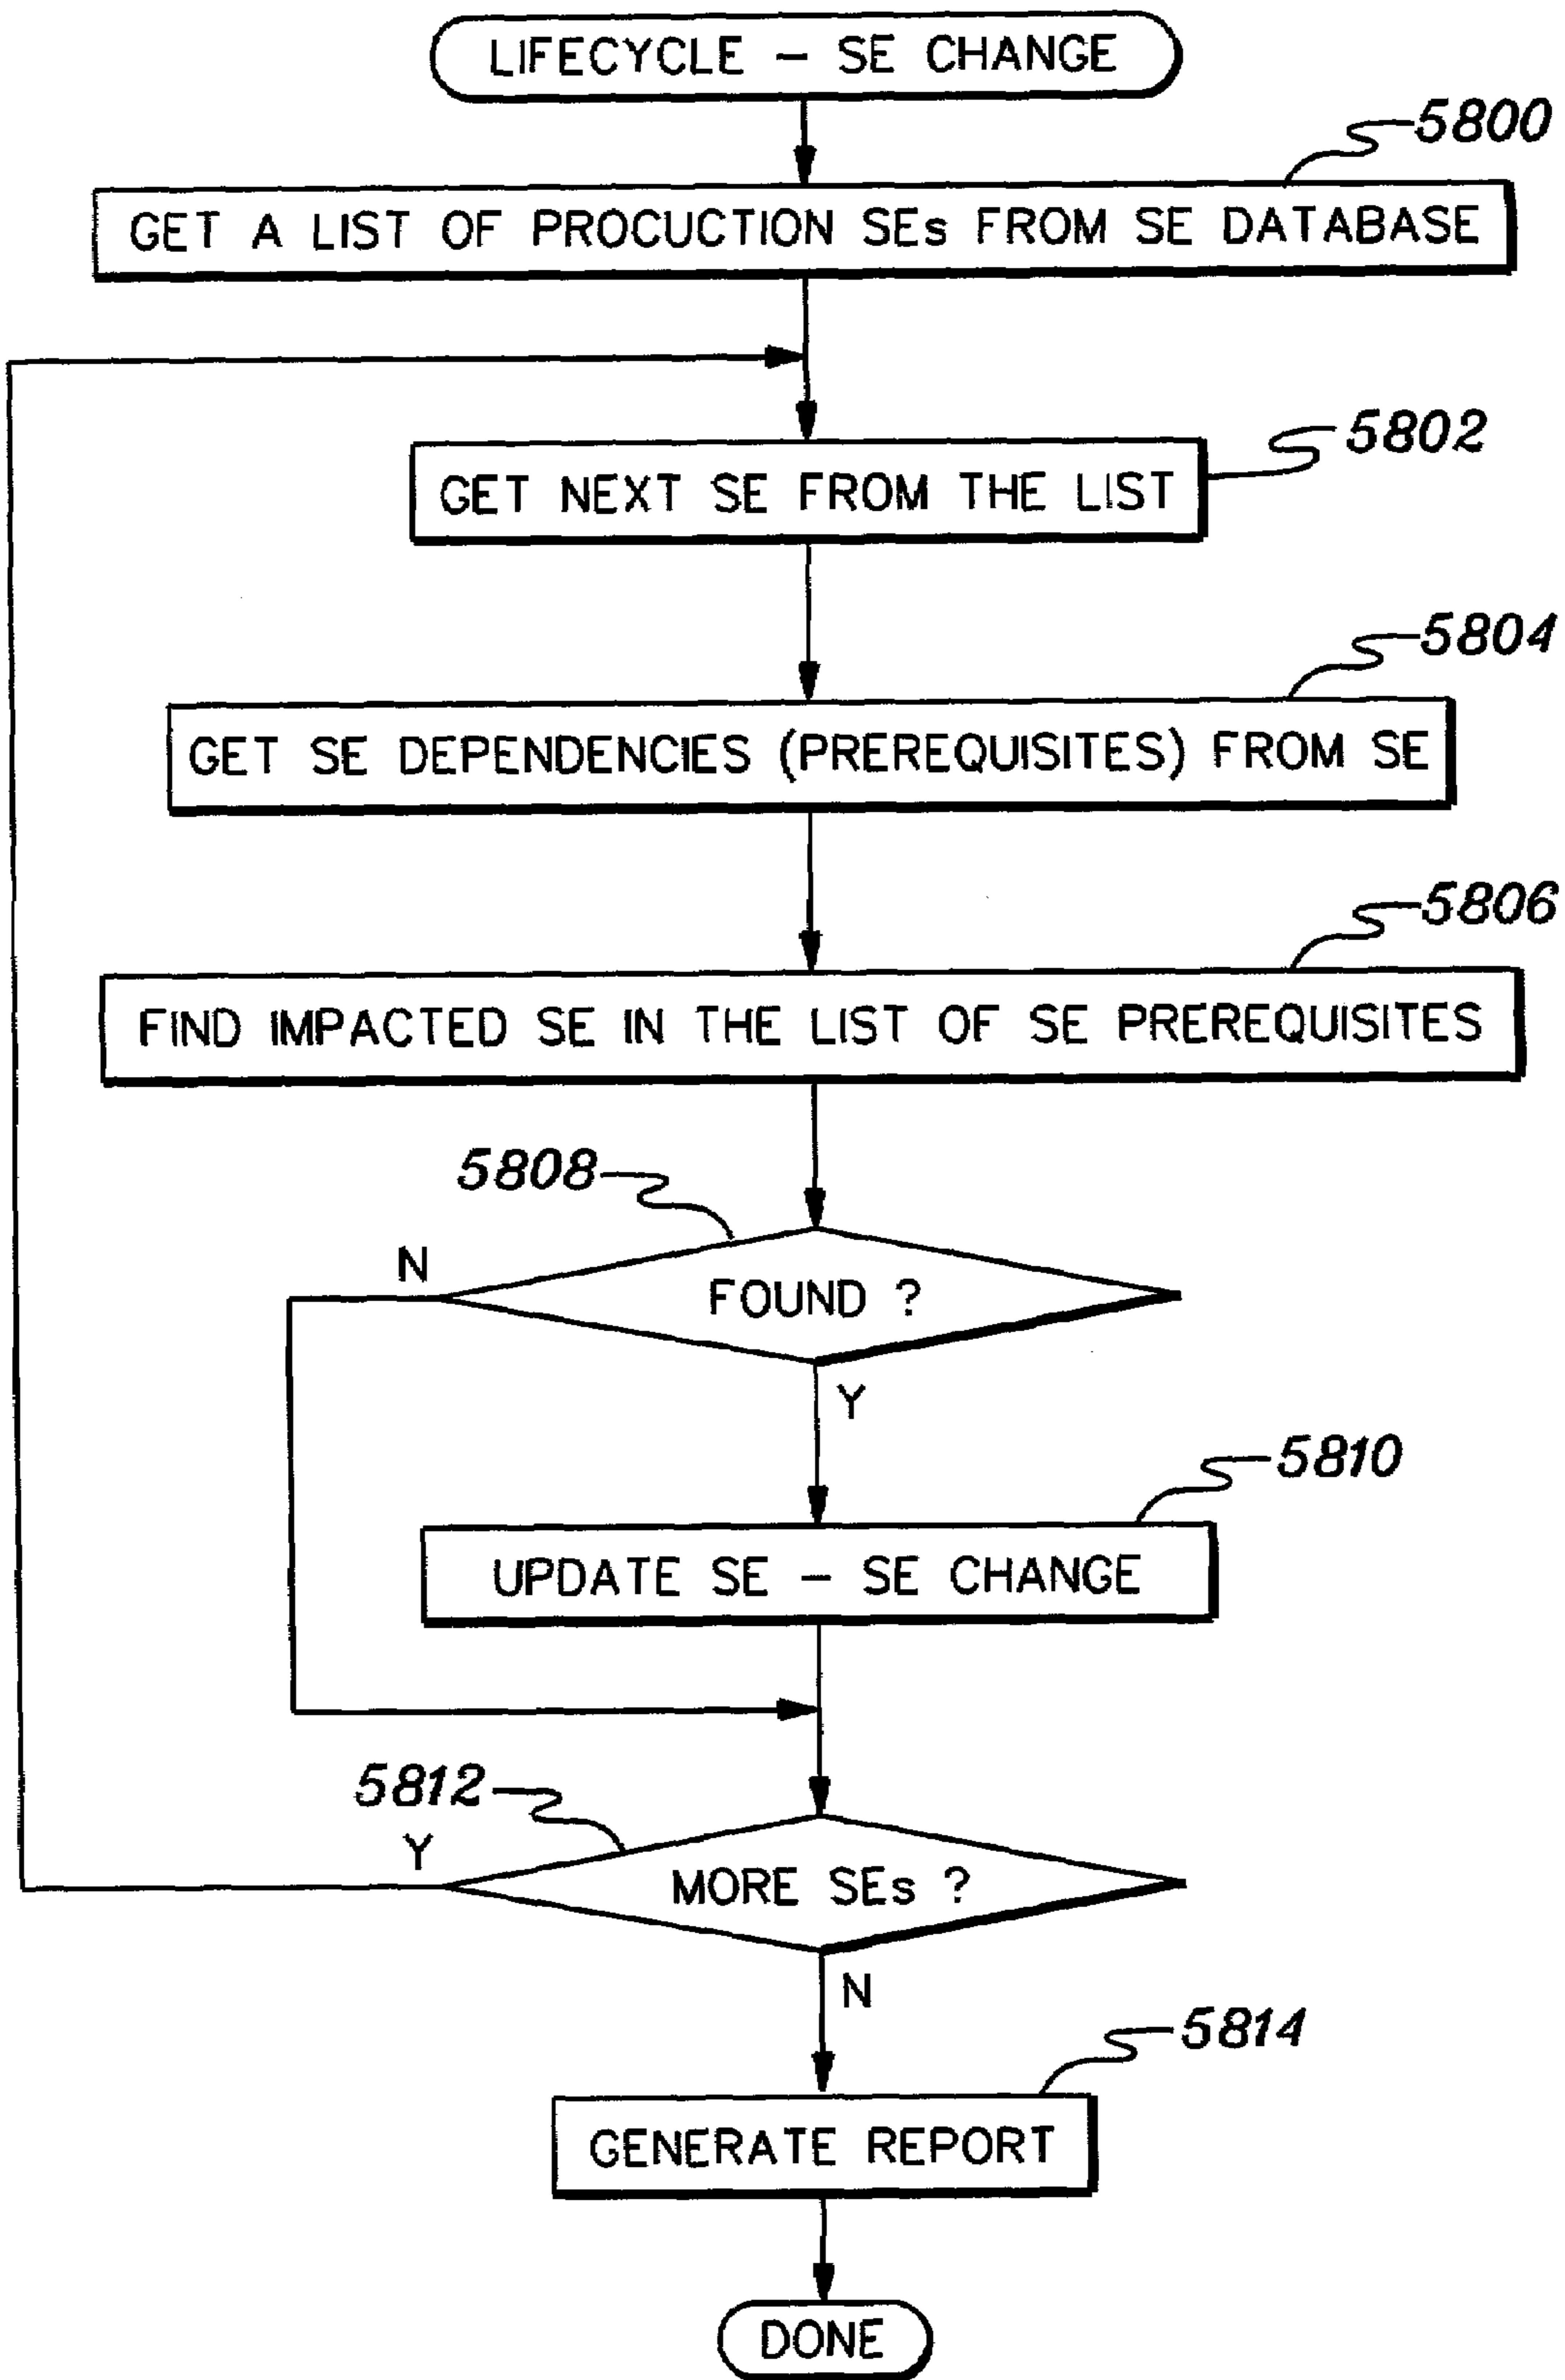 LIFECYCLE – SE CHANGE
5800
GET A LIST OF PROCUCTION SEs FROM SE DATABASE
5802
GET NEXT SE FROM THE LIST
5804
GET SE DEPENDENCIES (PREREQUISITES) FROM SE
5806
FIND IMPACTED SE IN THE LIST OF SE PREREQUISITES
5808
N
FOUND ?
Y
5810
UPDATE SE – SE CHANGE
5812
Y
MORE SEs ?
N
5814
GENERATE REPORT
DONE